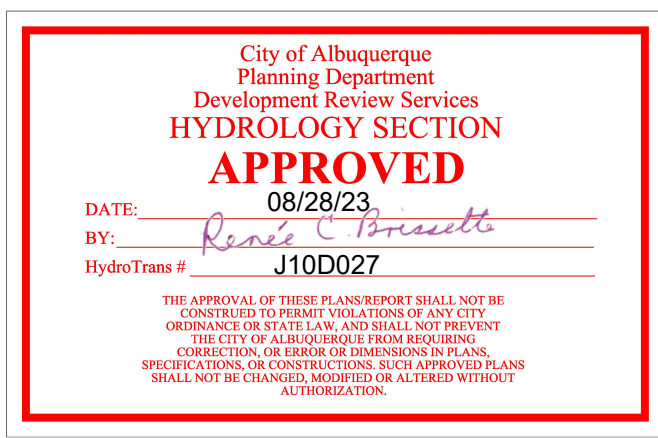 City of Albuquerque
Planning Department
Development Review Services
HYDROLOGY SECTION
APPROVED
DATE: 08/28/23
BY: Renée C. Brissette
HydroTrans # J10D027
THE APPROVAL OF THESE PLANS/REPORT SHALL NOT BE
CONSTRUED TO PERMIT VIOLATIONS OF ANY CITY
ORDINANCE OR STATE LAW, AND SHALL NOT PREVENT
THE CITY OF ALBUQUERQUE FROM REQUIRING
CORRECTION, OR ERROR OR DIMENSIONS IN PLANS,
SPECIFICATIONS, OR CONSTRUCTIONS. SUCH APPROVED PLANS
SHALL NOT BE CHANGED, MODIFIED OR ALTERED WITHOUT
AUTHORIZATION.